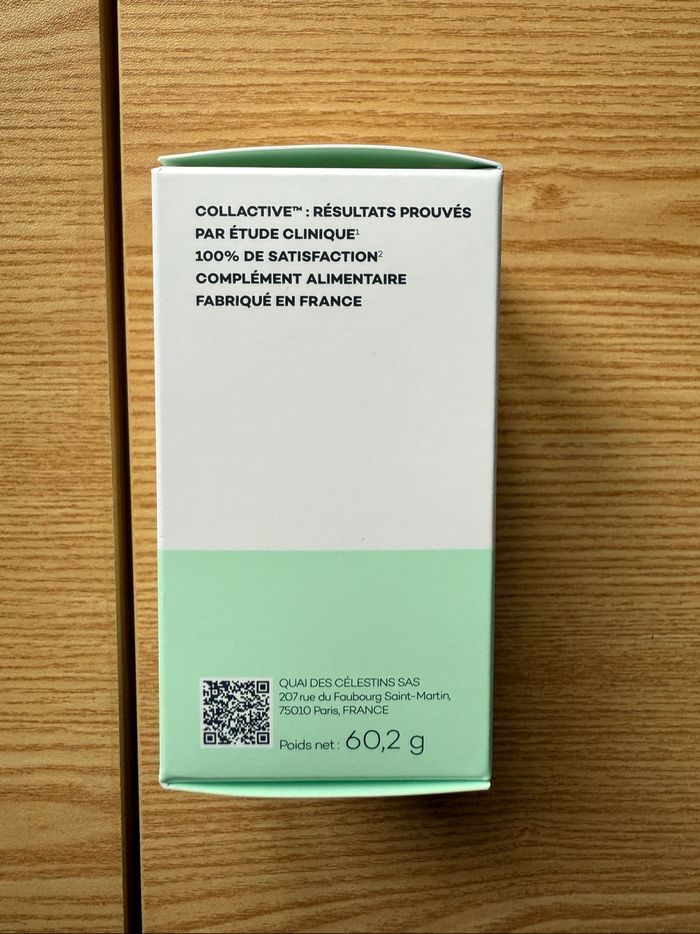 COLLACTIVE™ : RÉSULTATS PROUVÉS
PAR ÉTUDE CLINIQUE¹
100% DE SATISFACTION²
COMPLÉMENT ALIMENTAIRE
FABRIQUÉ EN FRANCE
QUAI DES CÉLESTINS SAS
207 rue du Faubourg Saint-Martin,
75010 Paris, FRANCE
Poids net : 60,2 g